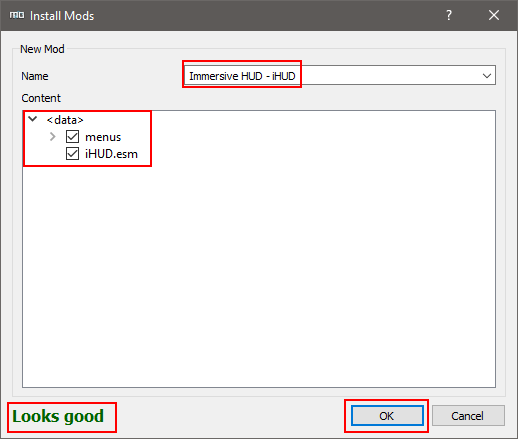 Install Mods
New Mod
Name
Immersive HUD - iHUD
Content
<data>
menus
iHUD.esm
Looks good
OK
Cancel